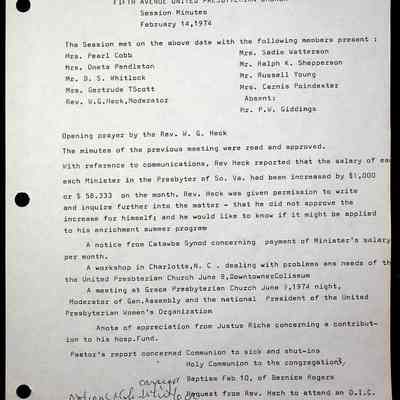 FIFTH AVENUE UNITED PRESBYTERIAN CHURCH
Session Minutes
February 14,1974
The Session met on the above date with the following members present :
Mrs. Pearl Cobb
Mrs. Sadie Watterson
Mrs. Oneta Pendleton
Mr. Ralph K. Shepperson
Mr. D. S. Whitlock
Mr. Russell Young
Mrs. Gertrude TScott
Mrs. Carnis Poindexter
Rev. W.G.Heck,Moderator
Absent:
Mr. P.W. Giddings
Opening prayer by the Rev. W. G. Heck
The minutes of the previous meeting were read and approved.
With reference to communications, Rev Heck reported that the salary of eac
each Minister in the Presbyter of So. Va. had been increased by $1,000
or $ 58.333 on the month. Rev. Heck was given permission to write
and inquire further into the matter - that he did not approve the
increase for himself; and he would like to know if it might be applied
to his enrichment summer program
A notice from Catawba Synod concerning payment of Minister's salary
per month.
A workshop in Charlotte,N.C . dealing with problems ans needs of th
the United Presbyterian Church June 8,DowntownerColiseum
A meeting at Grace Presbyterian Church June 1,1974 night,
Moderator of Gen.Assembly and the national President of the United
Presbyterian Women's Organization
Anote of appreciation from Justus Riche concerning a contribut-
ion to his hosp.Fund.
Pastor's report concerned Communion to sick and shut-ins
Holy Communion to the congregation3,
Baptism Feb 10, of Bernice Rogers
career
Request from Rev. Hech to attend an O.I.C.